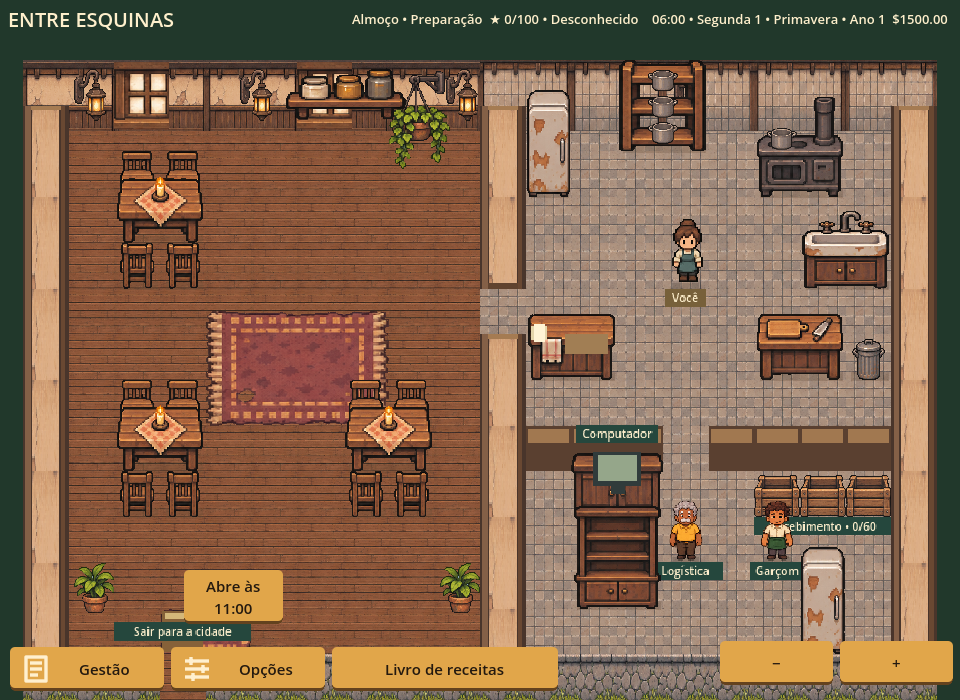 ENTRE ESQUINAS
Almoço • Preparação ★ 0/100 • Desconhecido 06:00 • Segunda 1 • Primavera • Ano 1 $1500.00
Você
Computador
ebimento • 0/60
Logística
Garçom
Abre às
11:00
Sair para a cidade
Gestão
Opções
Livro de receitas
−
+